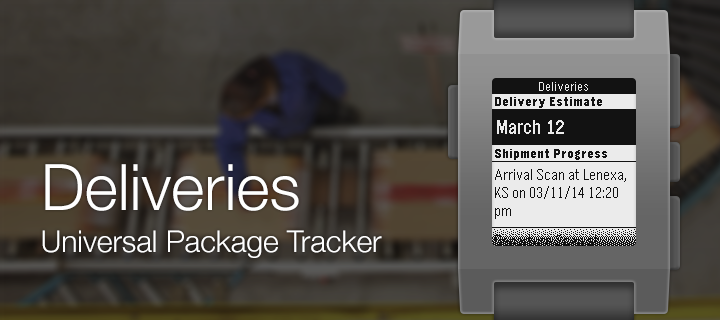 Deliveries
Universal Package Tracker
Deliveries
Delivery Estimate
March 12
Shipment Progress
Arrival Scan at Lenexa,
KS on 03/11/14 12:20
pm